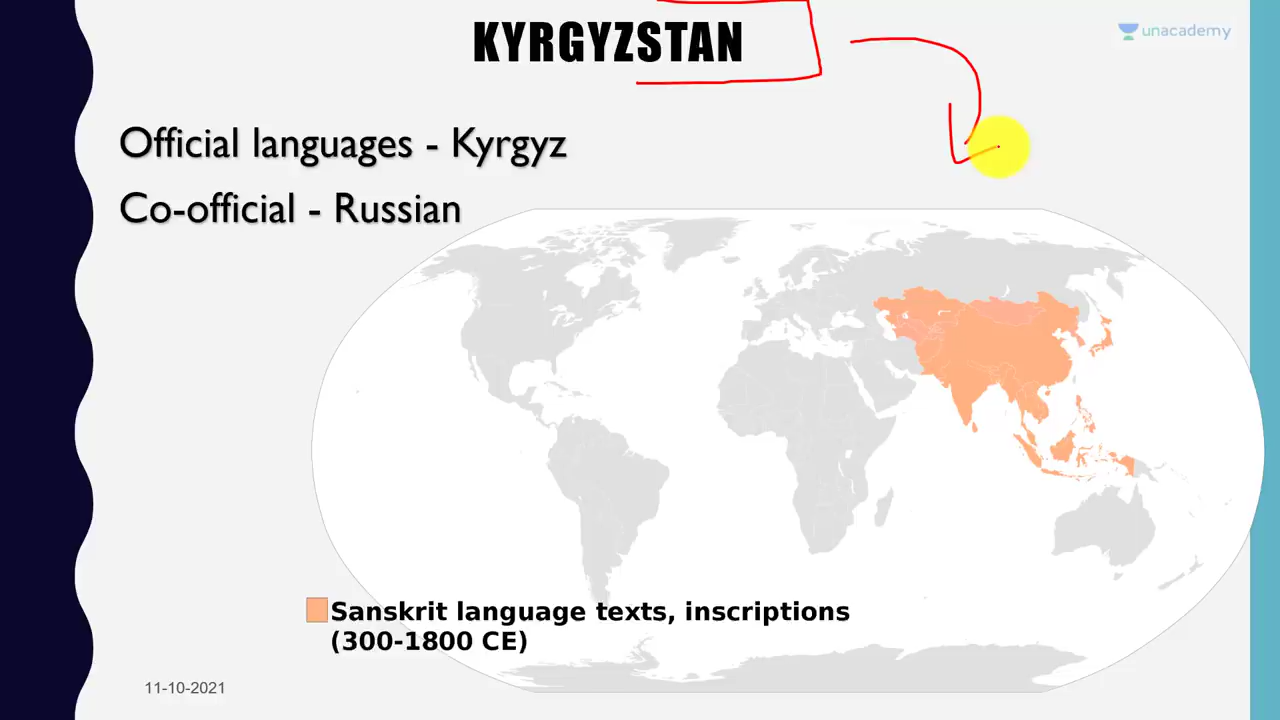 KYRGYZSTAN
unacademy
Official languages - Kyrgyz
Co-official - Russian
Sanskrit language texts, inscriptions
(300-1800 CE)
11-10-2021